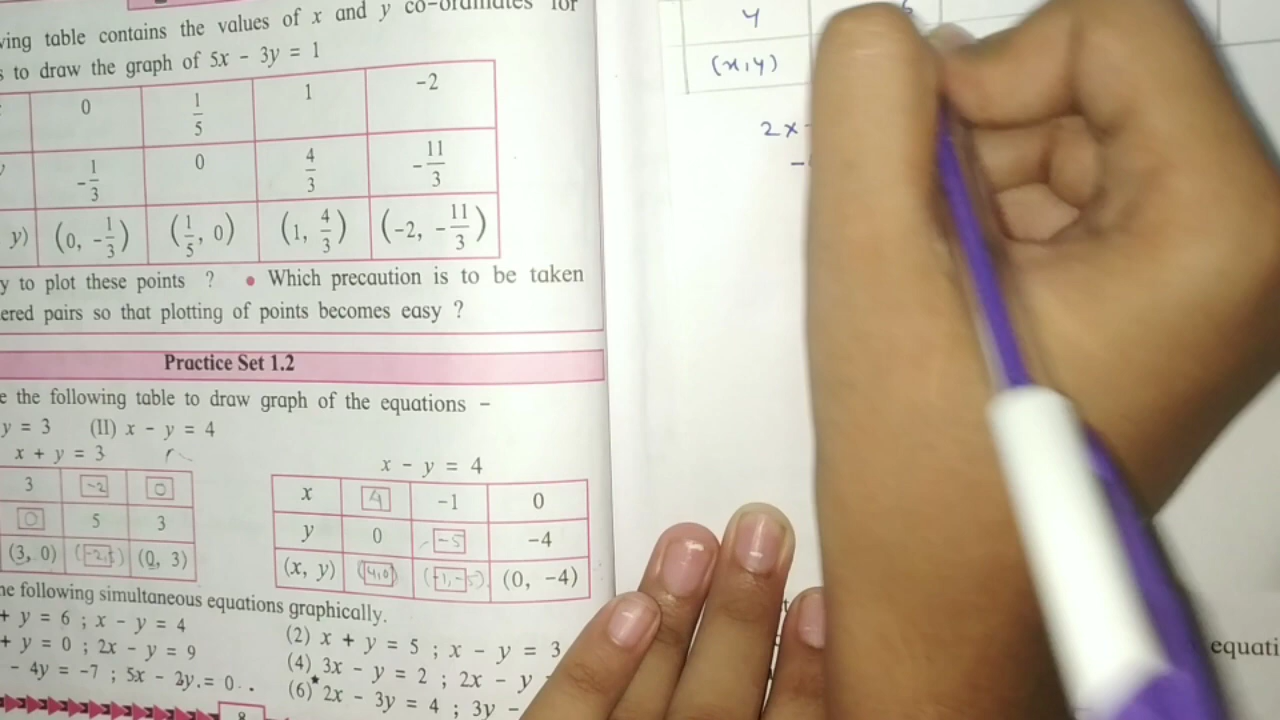 table contains the values of x and y co-ordinates for
to draw the graph of 5x - 3y = 1
0 1/5 1 -2
-1/3 0 4/3 -11/3
y) (0, -1/3) (1/5, 0) (1, 4/3) (-2, -11/3)
to plot these points ? • Which precaution is to be taken
pairs so that plotting of points becomes easy ?
Practice Set 1.2
the following table to draw graph of the equations -
y = 3 (II) x - y = 4
x + y = 3
3 -2 0
0 5 3
(3, 0) (-2,5) (0, 3)
x - y = 4
x 4 -1 0
y 0 -5 -4
(x, y) (4,0) (-1,-5) (0, -4)
following simultaneous equations graphically.
+ y = 6 ; x - y = 4
(2) x + y = 5 ; x - y = 3
+ y = 0 ; 2x - y = 9
(4) 3x - y = 2 ; 2x - y
- 4y = -7 ; 5x - 2y = 0
(6)* 2x - 3y = 4 ; 3y -
8
y 6
(x,y)
2x